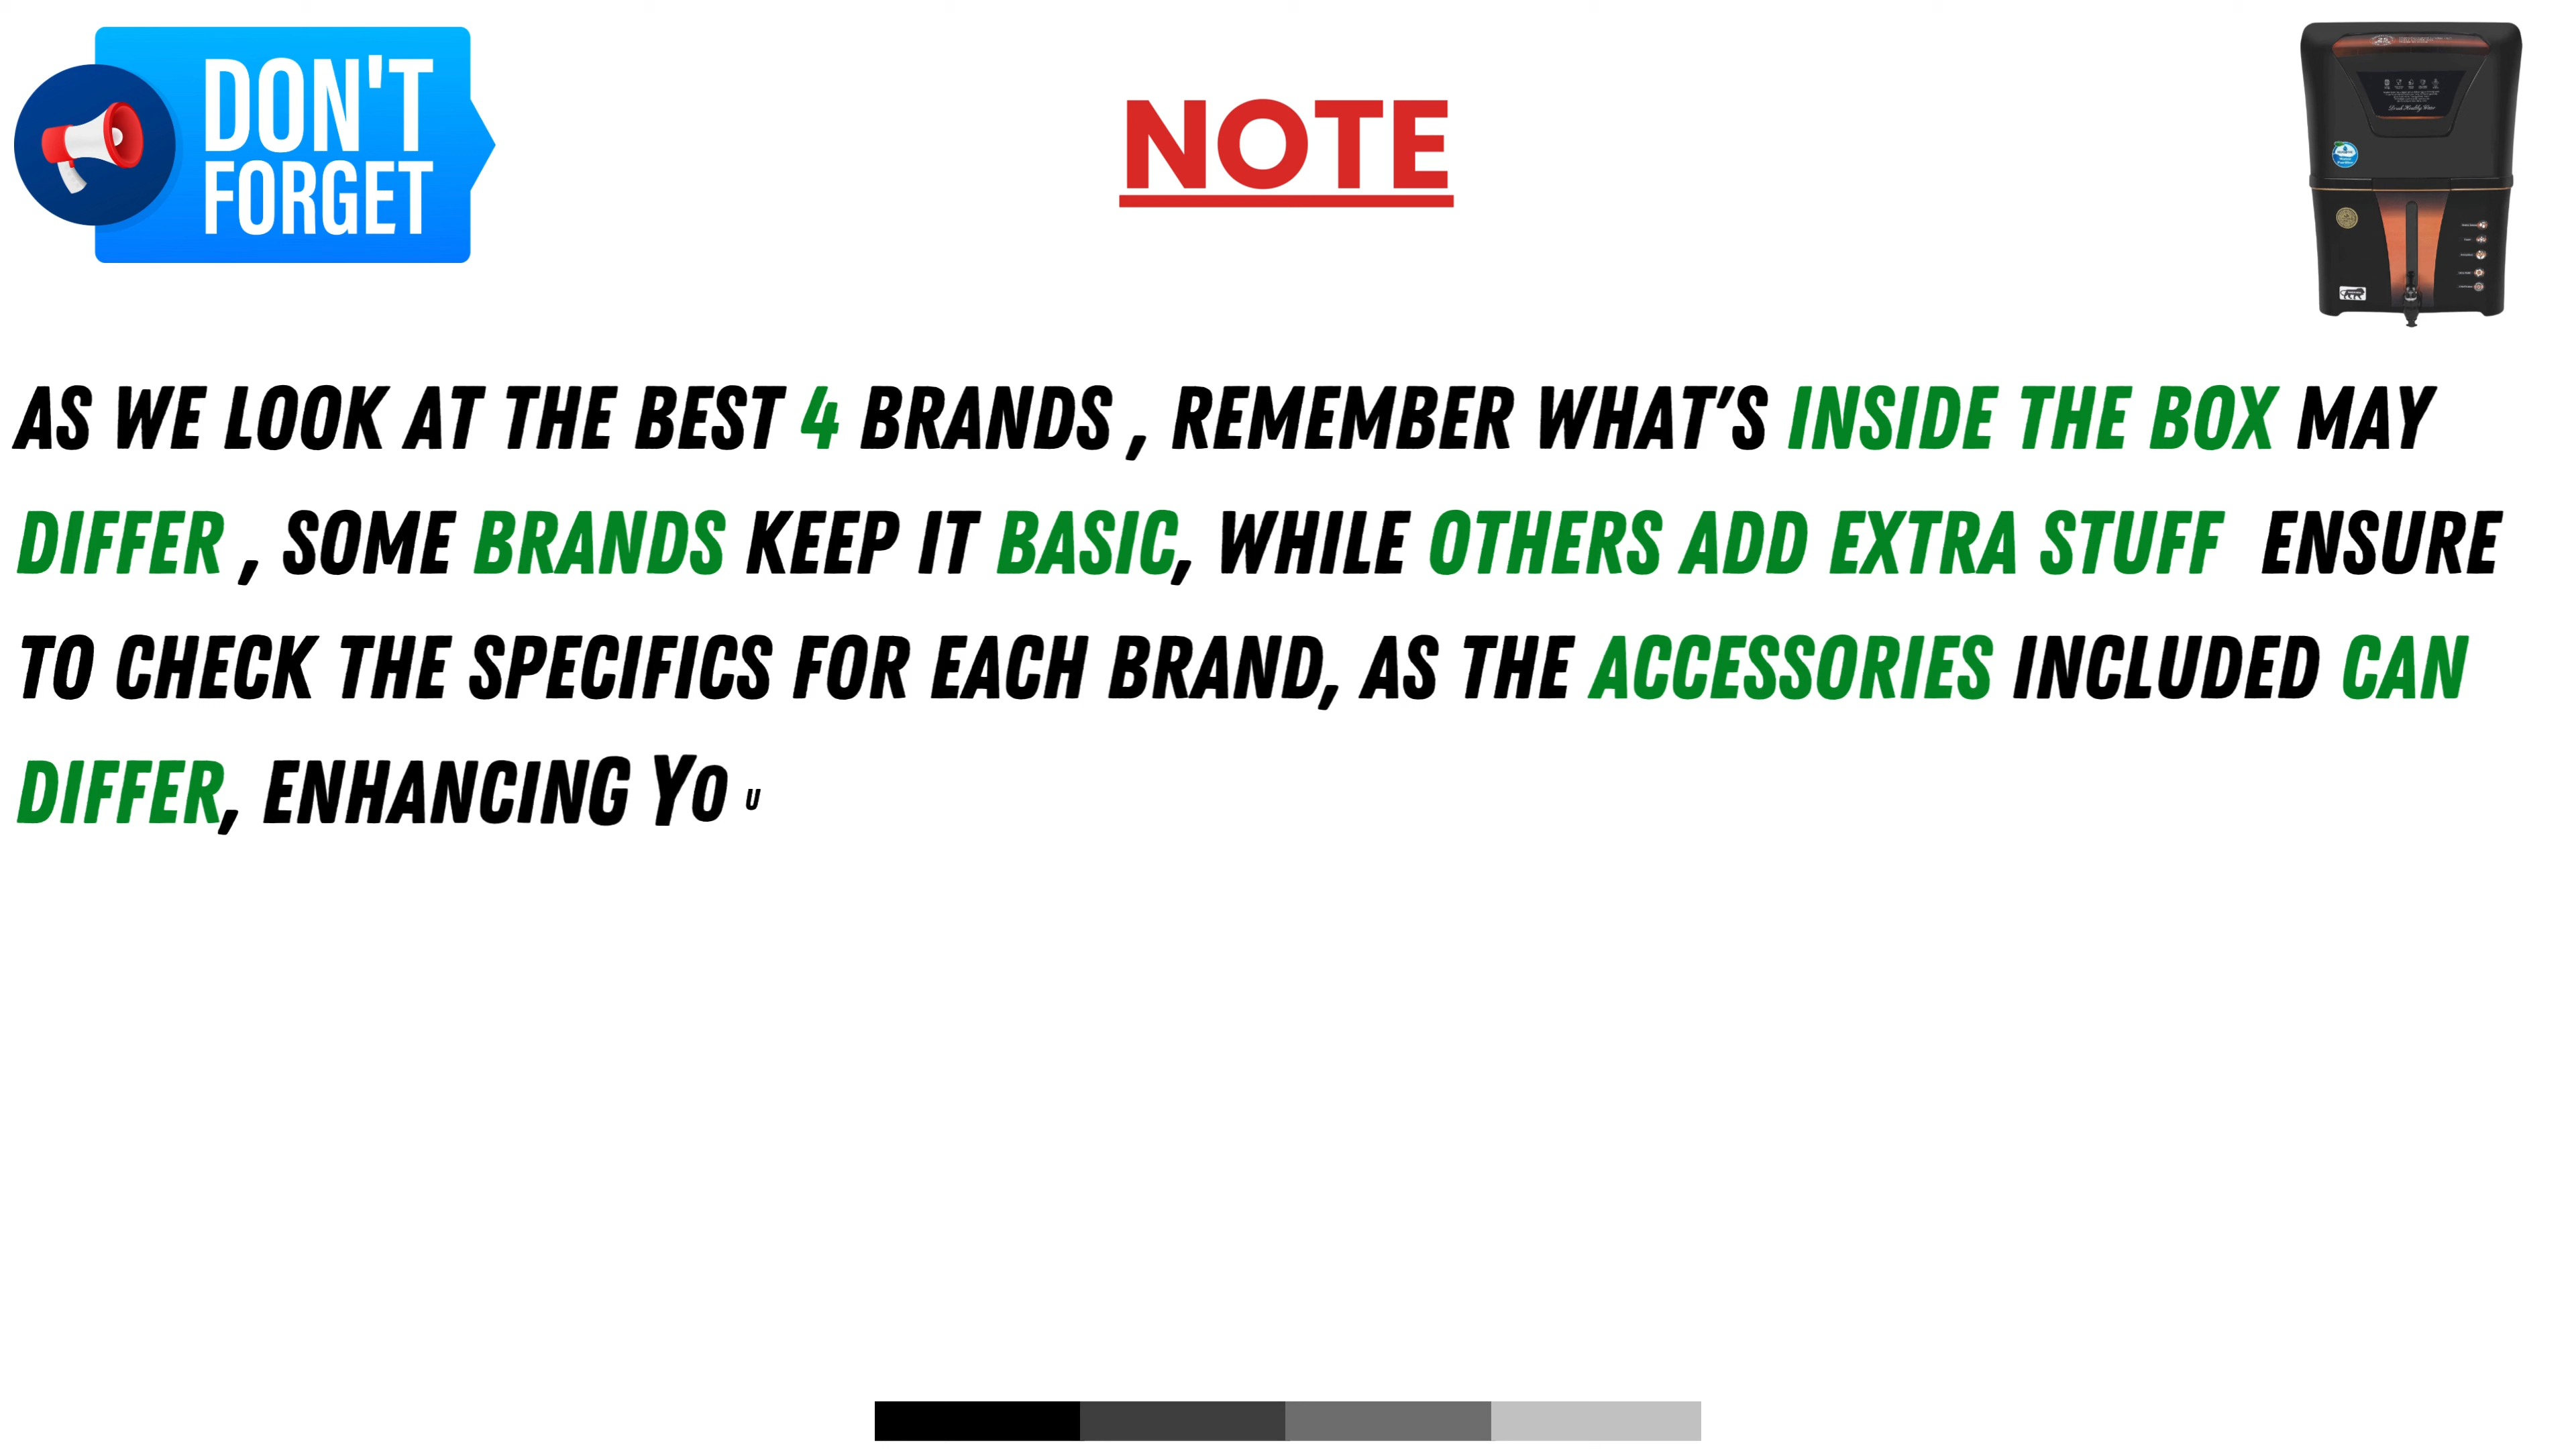 DON'T
FORGET
NOTE
AS WE LOOK AT THE BEST 4 BRANDS , REMEMBER WHAT'S INSIDE THE BOX MAY
DIFFER , SOME BRANDS KEEP IT BASIC, WHILE OTHERS ADD EXTRA STUFF ENSURE
TO CHECK THE SPECIFICS FOR EACH BRAND, AS THE ACCESSORIES INCLUDED CAN
DIFFER, ENHANCING YOU